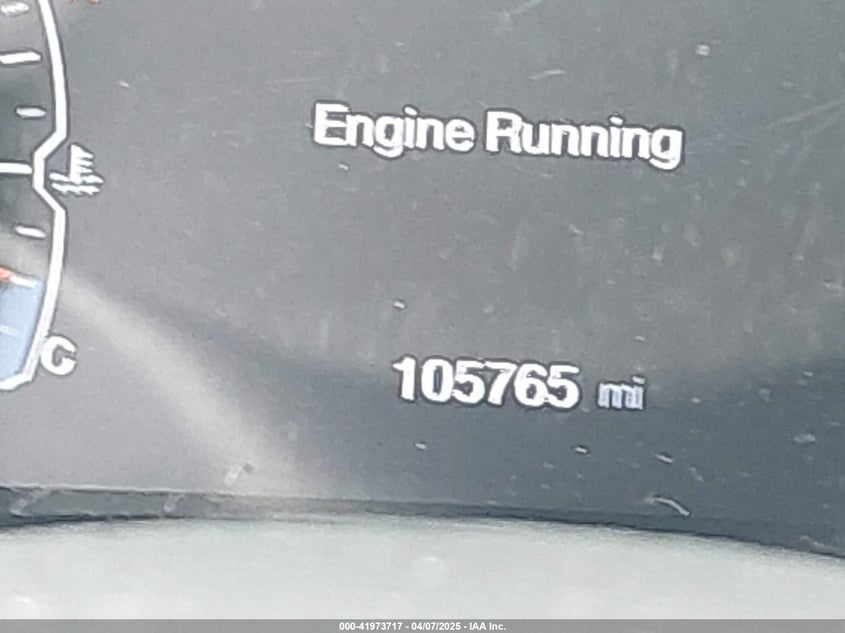 Engine Running
C
105765 mi
000-41973717 - 04/07/2025 - IAA Inc.